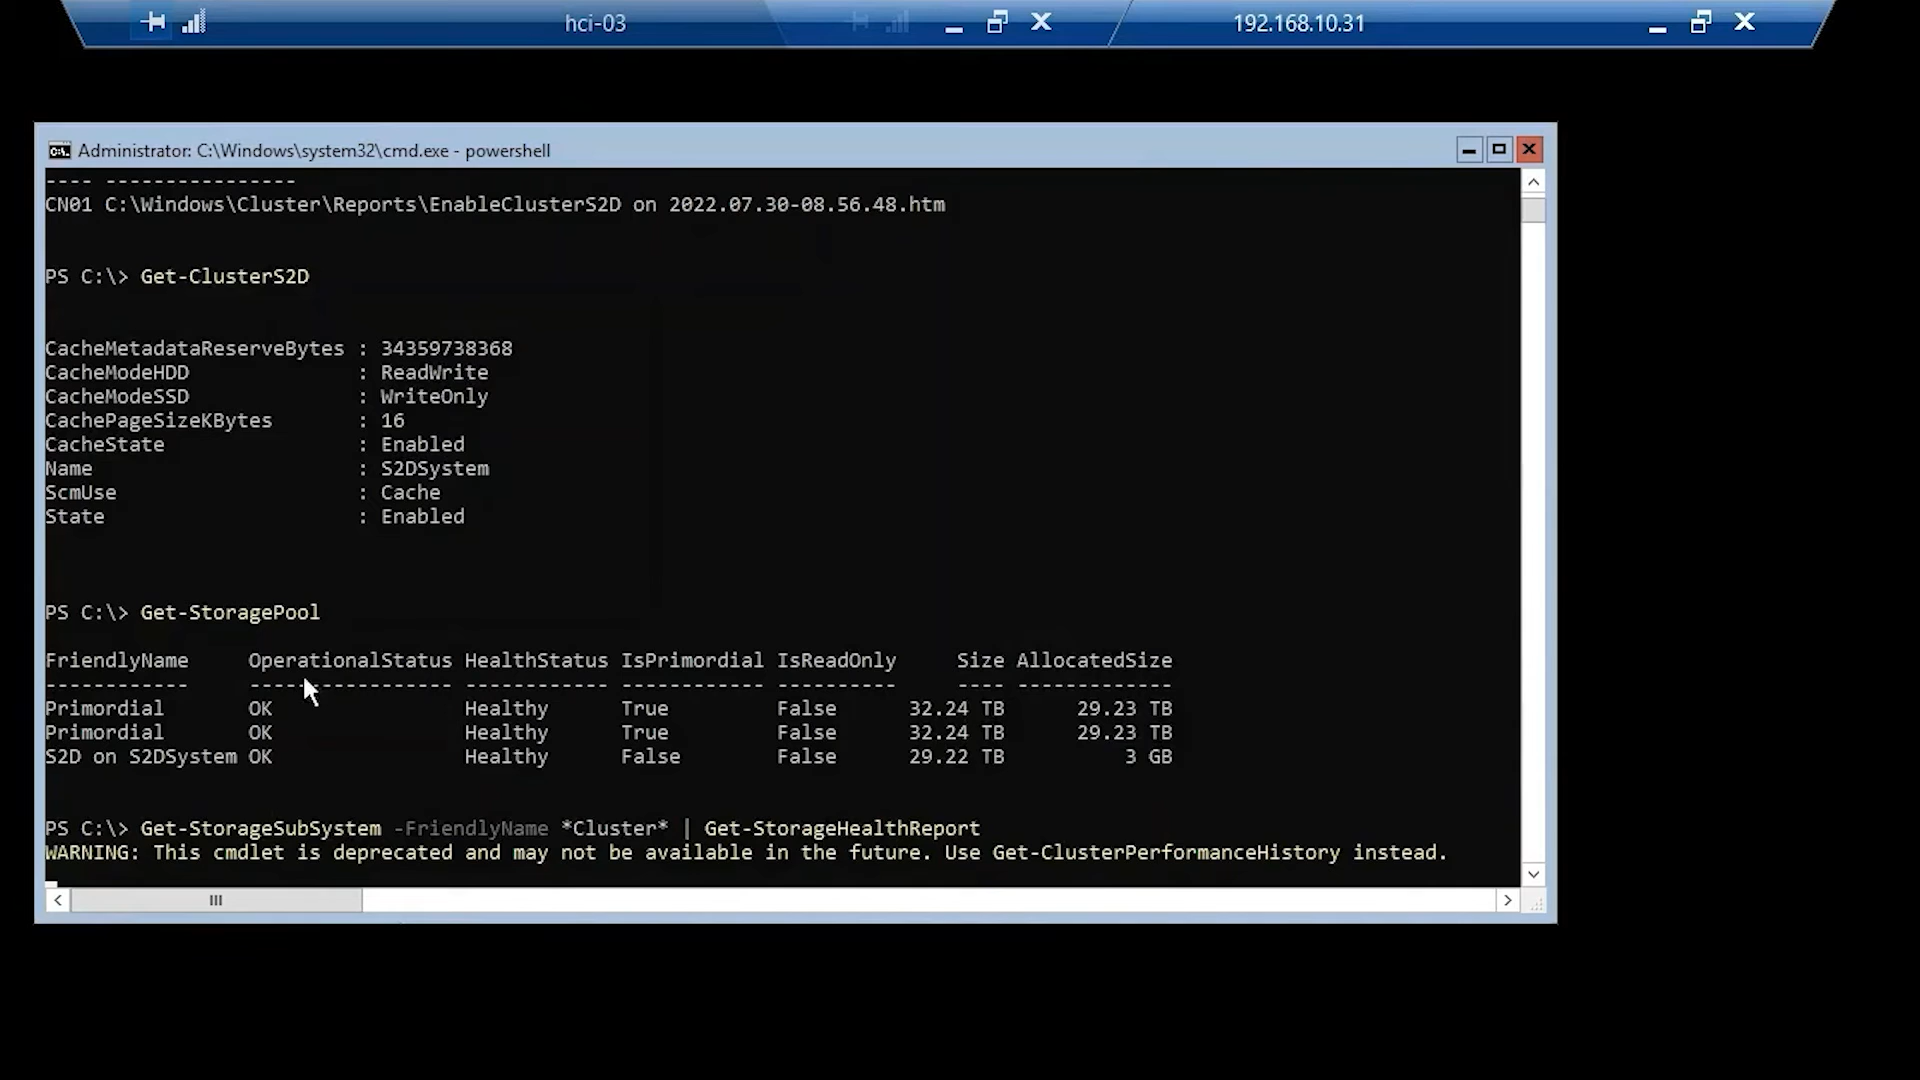 hci-03
192.168.10.31
Administrator: C:\Windows\system32\cmd.exe - powershell
---- ----------------
CN01 C:\Windows\Cluster\Reports\EnableClusterS2D on 2022.07.30-08.56.48.htm
PS C:\> Get-ClusterS2D
CacheMetadataReserveBytes : 34359738368
CacheModeHDD : ReadWrite
CacheModeSSD : WriteOnly
CachePageSizeKBytes : 16
CacheState : Enabled
Name : S2DSystem
ScmUse : Cache
State : Enabled
PS C:\> Get-StoragePool
FriendlyName OperationalStatus HealthStatus IsPrimordial IsReadOnly Size AllocatedSize
------------ ----------------- ------------ ------------ ---------- ---- -------------
Primordial OK Healthy True False 32.24 TB 29.23 TB
Primordial OK Healthy True False 32.24 TB 29.23 TB
S2D on S2DSystem OK Healthy False False 29.22 TB 3 GB
PS C:\> Get-StorageSubSystem -FriendlyName *Cluster* | Get-StorageHealthReport
WARNING: This cmdlet is deprecated and may not be available in the future. Use Get-ClusterPerformanceHistory instead.